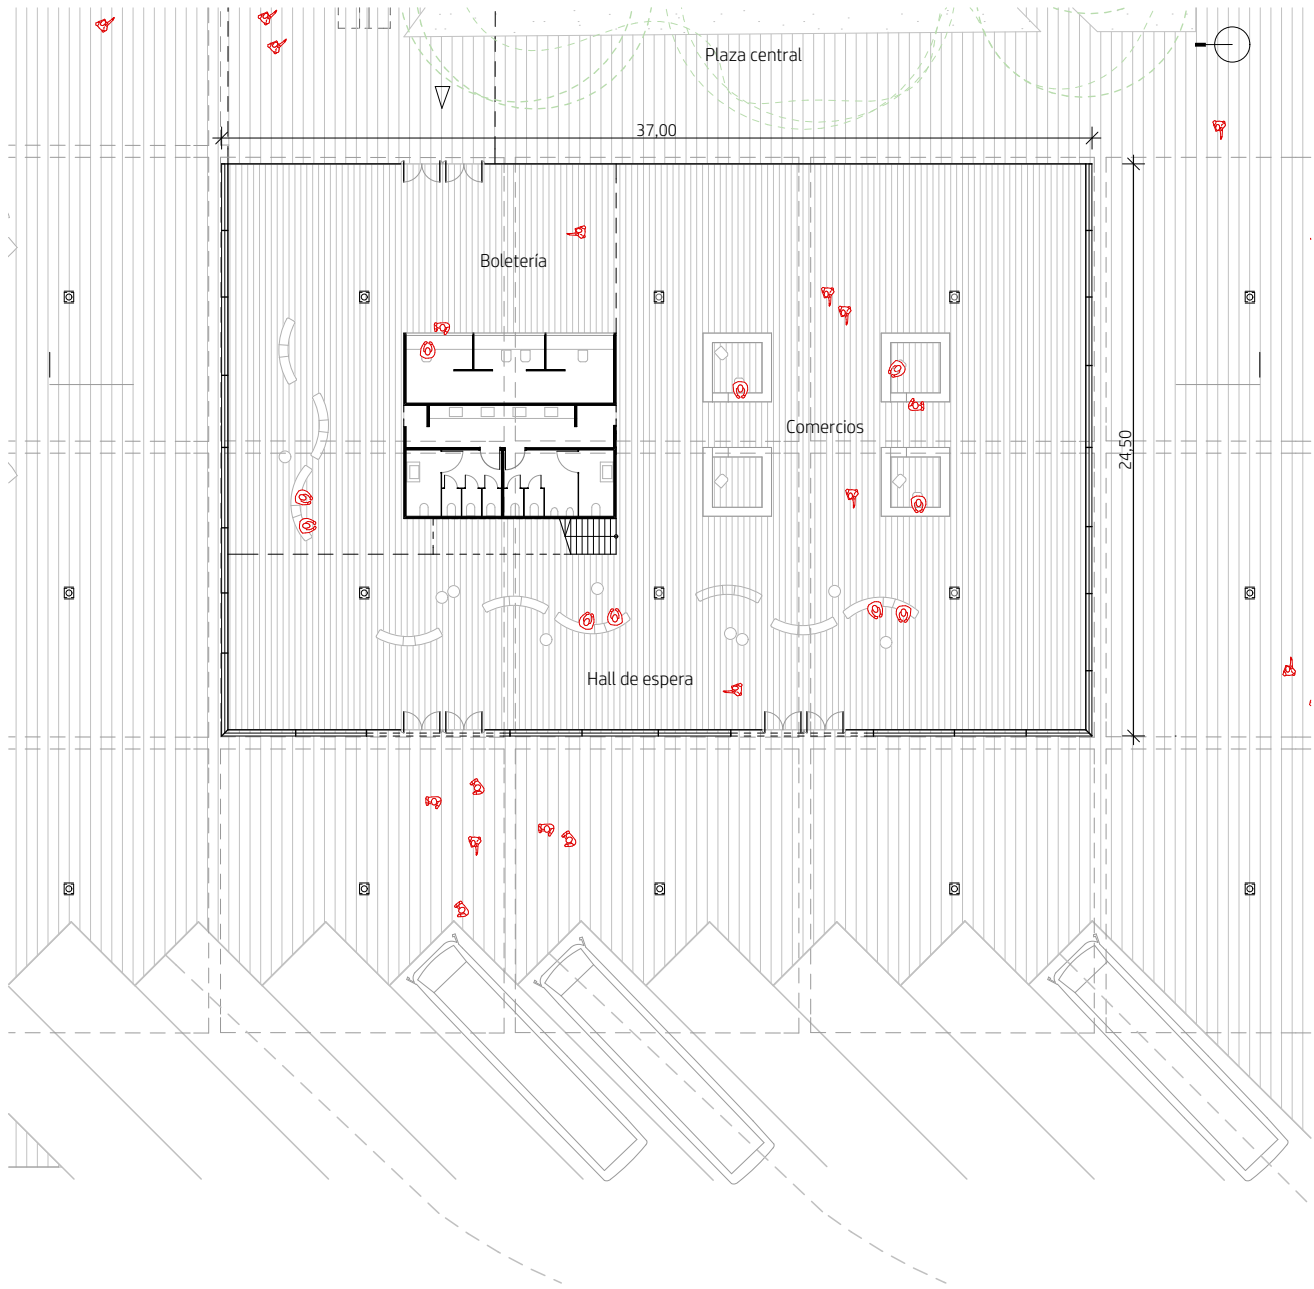 Plaza central
37,00
Boletería
Comercios
24,50
Hall de espera